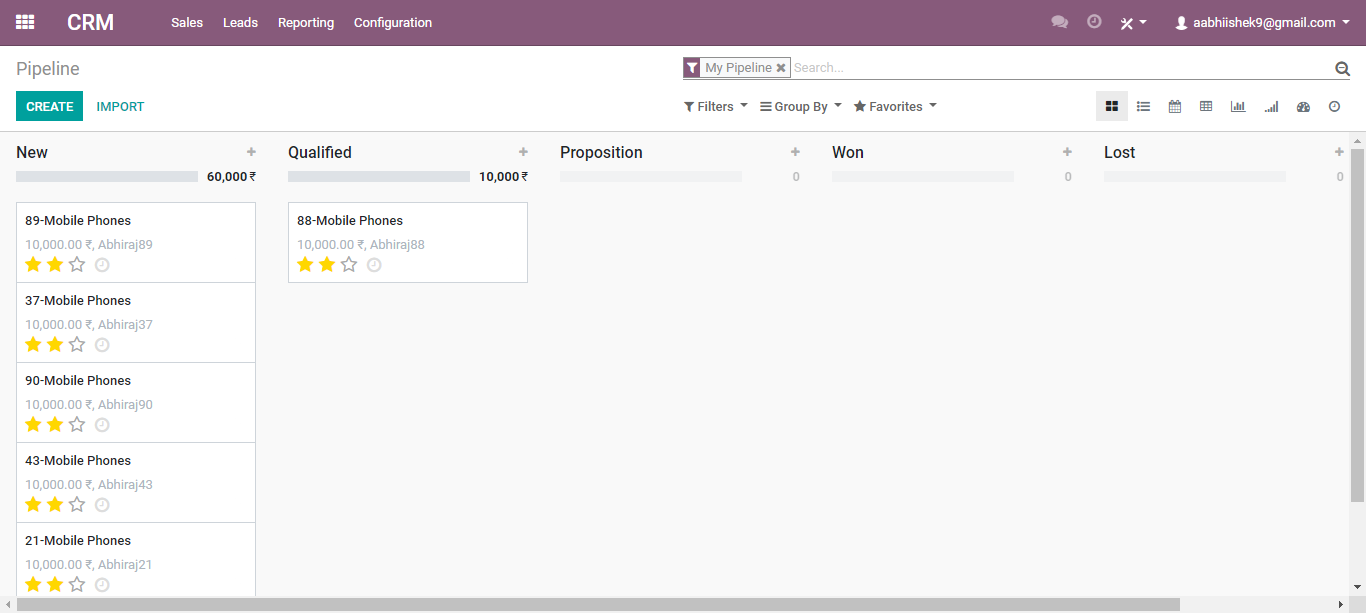 CRM Sales Leads Reporting Configuration aabhiishek9@gmail.com
Pipeline My Pipeline Search...
CREATE IMPORT Filters Group By Favorites
New Qualified Proposition Won Lost
60,000 ₹ 10,000 ₹ 0 0 0
89-Mobile Phones 88-Mobile Phones
10,000.00 ₹, Abhiraj89 10,000.00 ₹, Abhiraj88
37-Mobile Phones
10,000.00 ₹, Abhiraj37
90-Mobile Phones
10,000.00 ₹, Abhiraj90
43-Mobile Phones
10,000.00 ₹, Abhiraj43
21-Mobile Phones
10,000.00 ₹, Abhiraj21